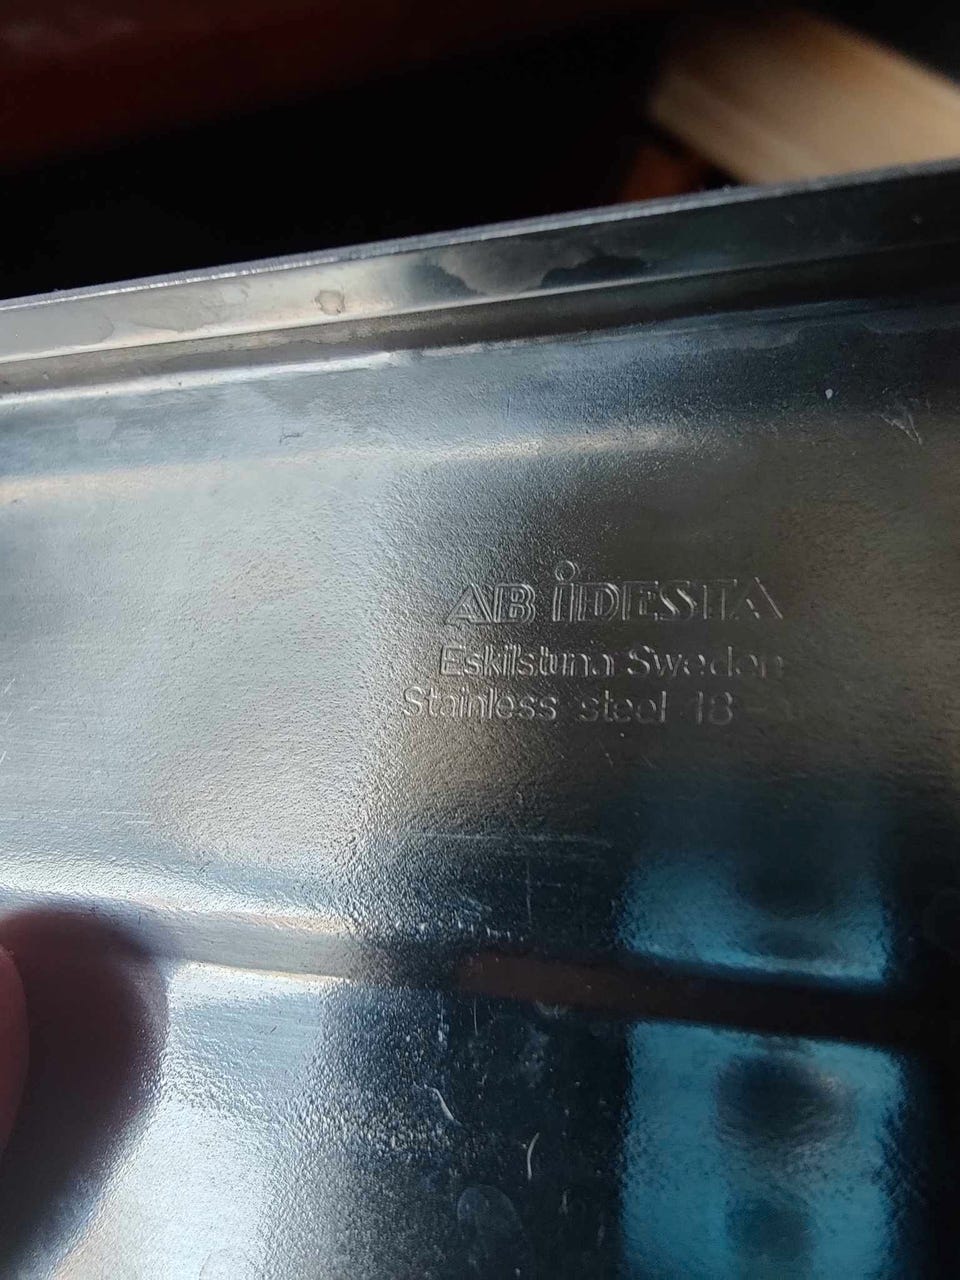 AB iDESTA
Eskilstuna Sweden
Stainless steel 18